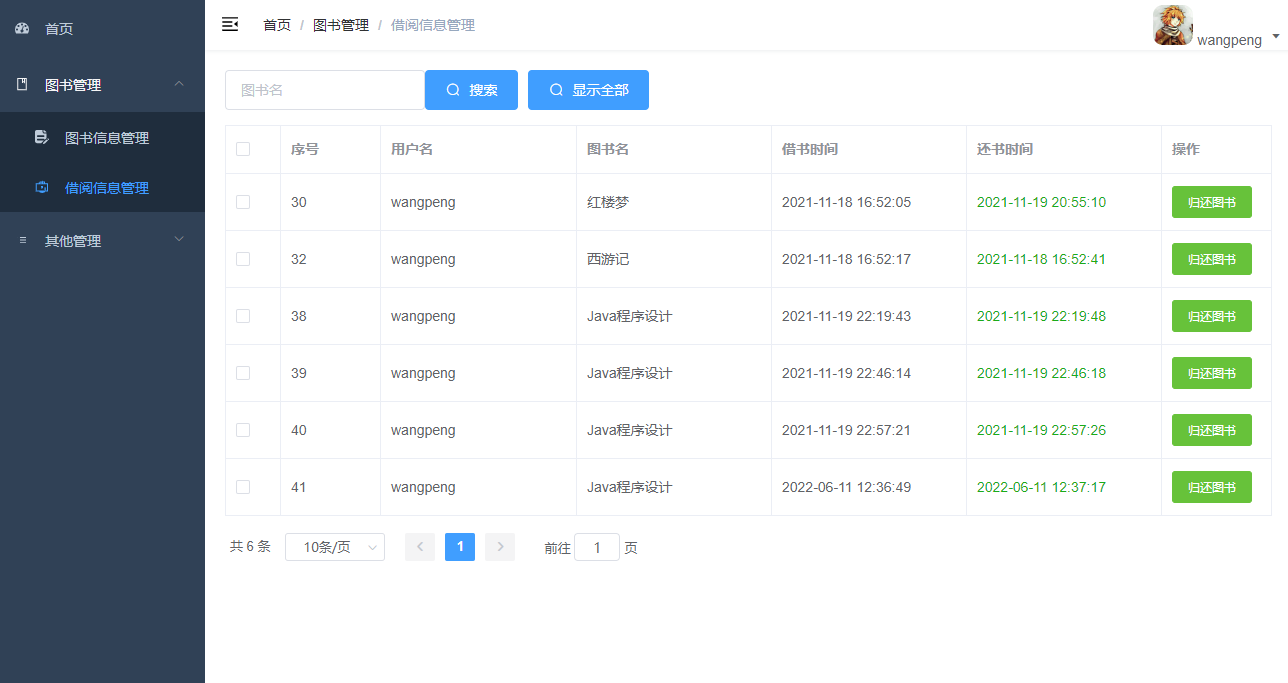 首页
图书管理
图书信息管理
借阅信息管理
其他管理
首页 / 图书管理 / 借阅信息管理
wangpeng
图书名 搜索 显示全部
序号 用户名 图书名 借书时间 还书时间 操作
30 wangpeng 红楼梦 2021-11-18 16:52:05 2021-11-19 20:55:10 归还图书
32 wangpeng 西游记 2021-11-18 16:52:17 2021-11-18 16:52:41 归还图书
38 wangpeng Java程序设计 2021-11-19 22:19:43 2021-11-19 22:19:48 归还图书
39 wangpeng Java程序设计 2021-11-19 22:46:14 2021-11-19 22:46:18 归还图书
40 wangpeng Java程序设计 2021-11-19 22:57:21 2021-11-19 22:57:26 归还图书
41 wangpeng Java程序设计 2022-06-11 12:36:49 2022-06-11 12:37:17 归还图书
共 6 条 10条/页 1 前往 1 页